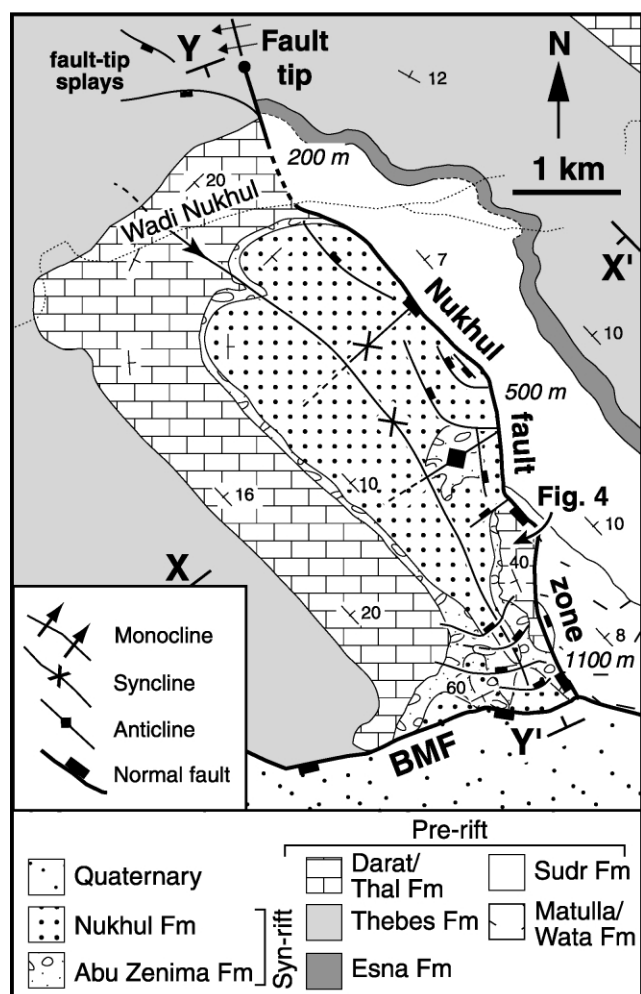 Y
Fault
tip
fault-tip
splays
12
N
200 m
1 km
20
Wadi Nukhul
7
X'
Nukhul
10
500 m
fault
Fig. 4
10
10
16
40
X
zone
20
8
1100 m
60
Y'
BMF
Monocline
Syncline
Anticline
Normal fault
Pre-rift
Quaternary
Darat/
Thal Fm
Sudr Fm
Nukhul Fm
Syn-rift
Thebes Fm
Matulla/
Wata Fm
Abu Zenima Fm
Esna Fm